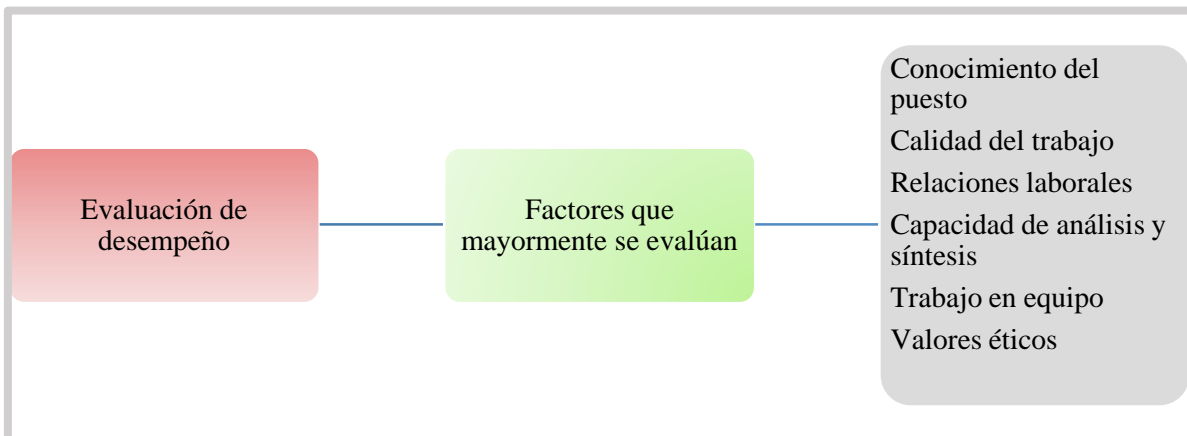 Evaluación de
desempeño
Factores que
mayormente se evalúan
Conocimiento del
puesto
Calidad del trabajo
Relaciones laborales
Capacidad de análisis y
síntesis
Trabajo en equipo
Valores éticos